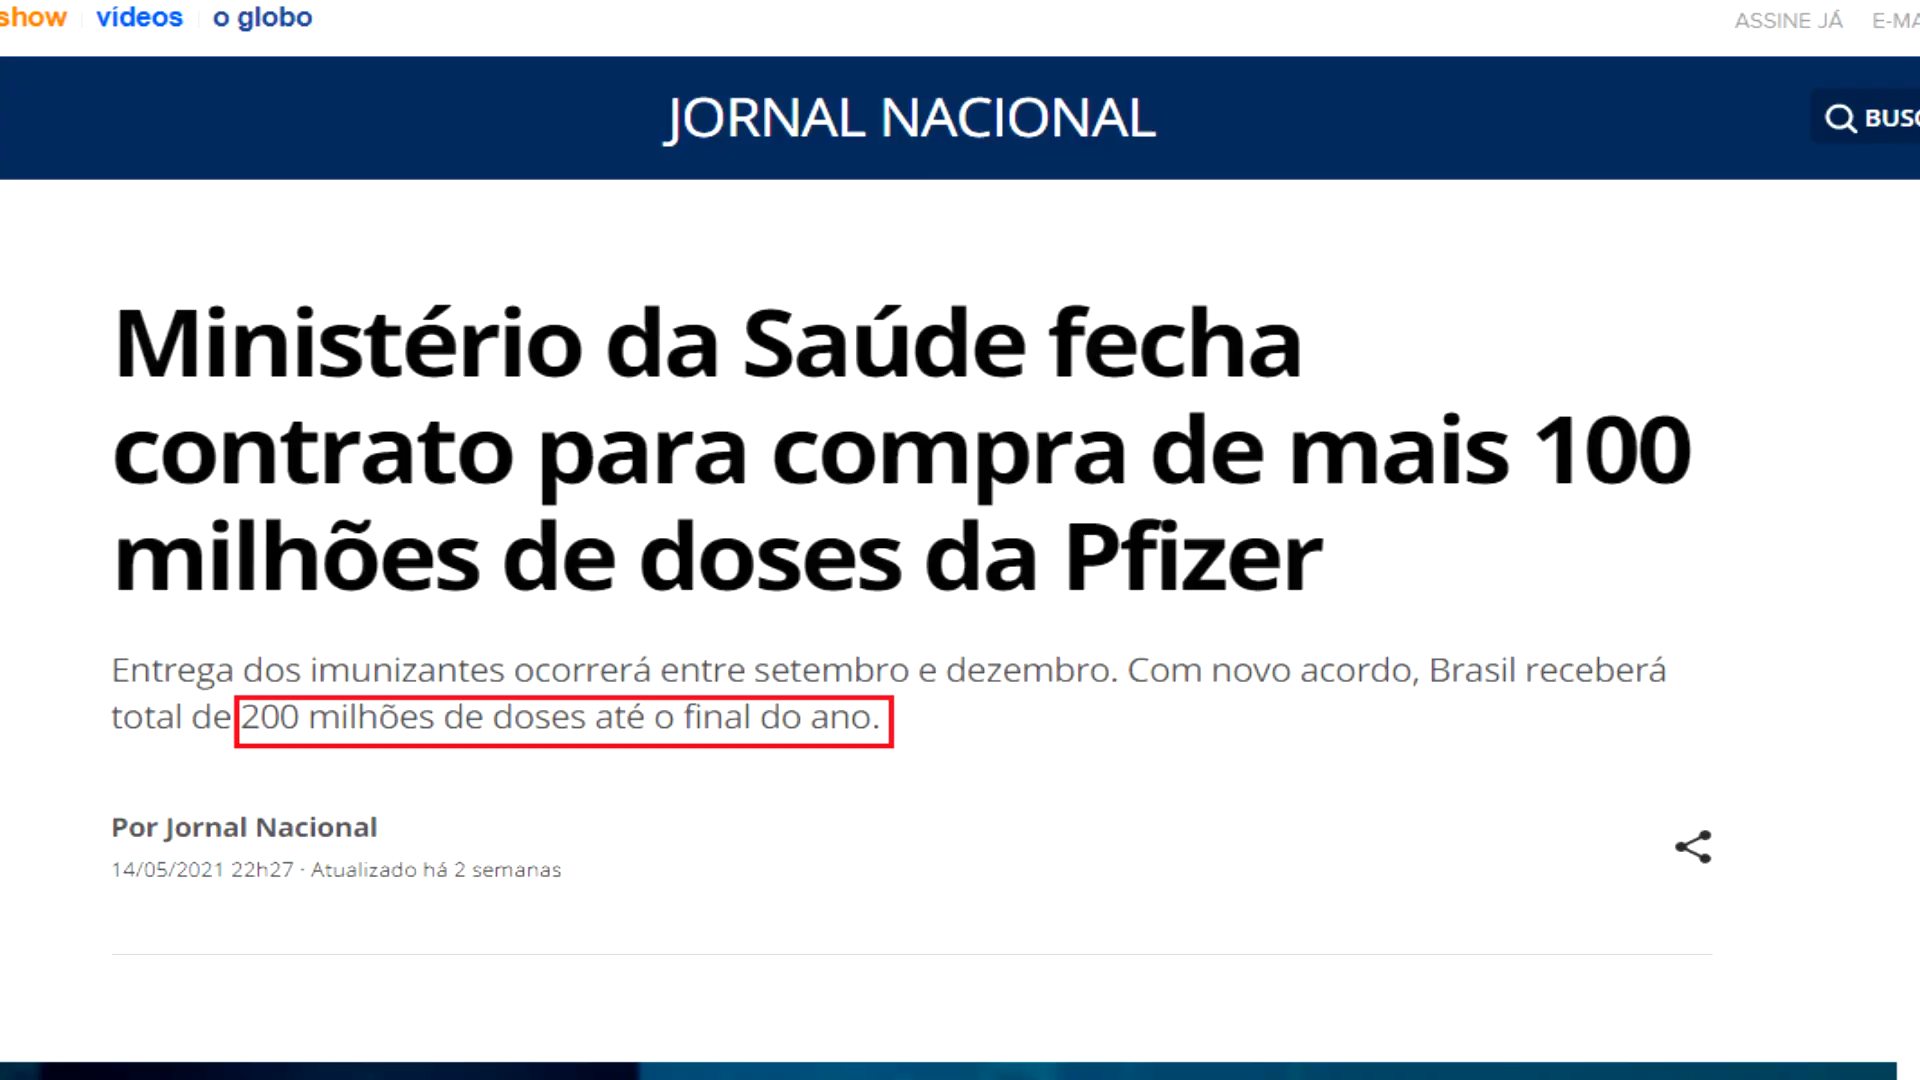 show vídeos o globo ASSINE JÁ
JORNAL NACIONAL
Ministério da Saúde fecha
contrato para compra de mais 100
milhões de doses da Pfizer
Entrega dos imunizantes ocorrerá entre setembro e dezembro. Com novo acordo, Brasil receberá
total de 200 milhões de doses até o final do ano.
Por Jornal Nacional
14/05/2021 22h27 · Atualizado há 2 semanas